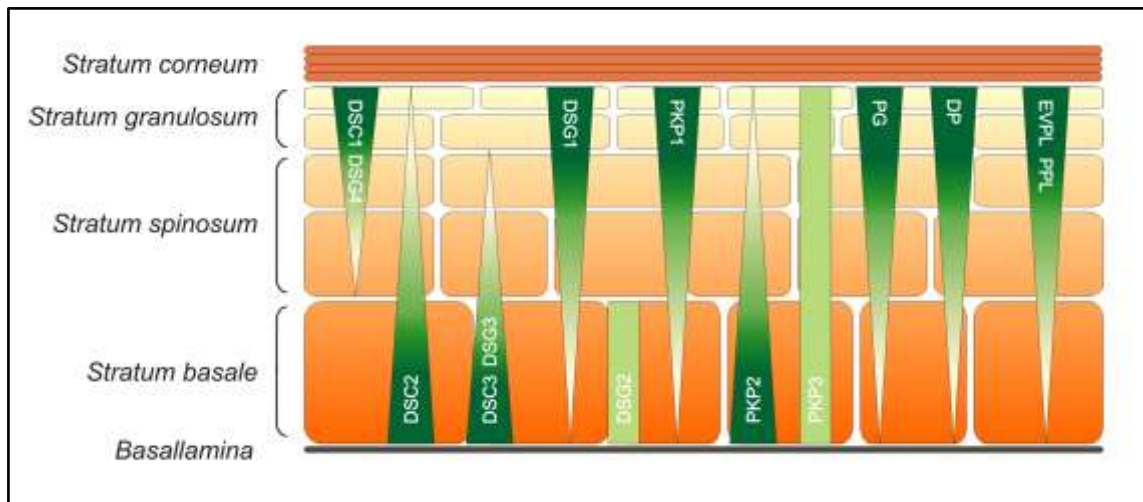 Stratum corneum
Stratum granulosum
Stratum spinosum
Stratum basale
Basallamina
DSC1 DSG4
DSC2
DSC3 DSG3
DSG1
DSG2
PKP1
PKP2
PKP3
PG
DP
EVPL PPL